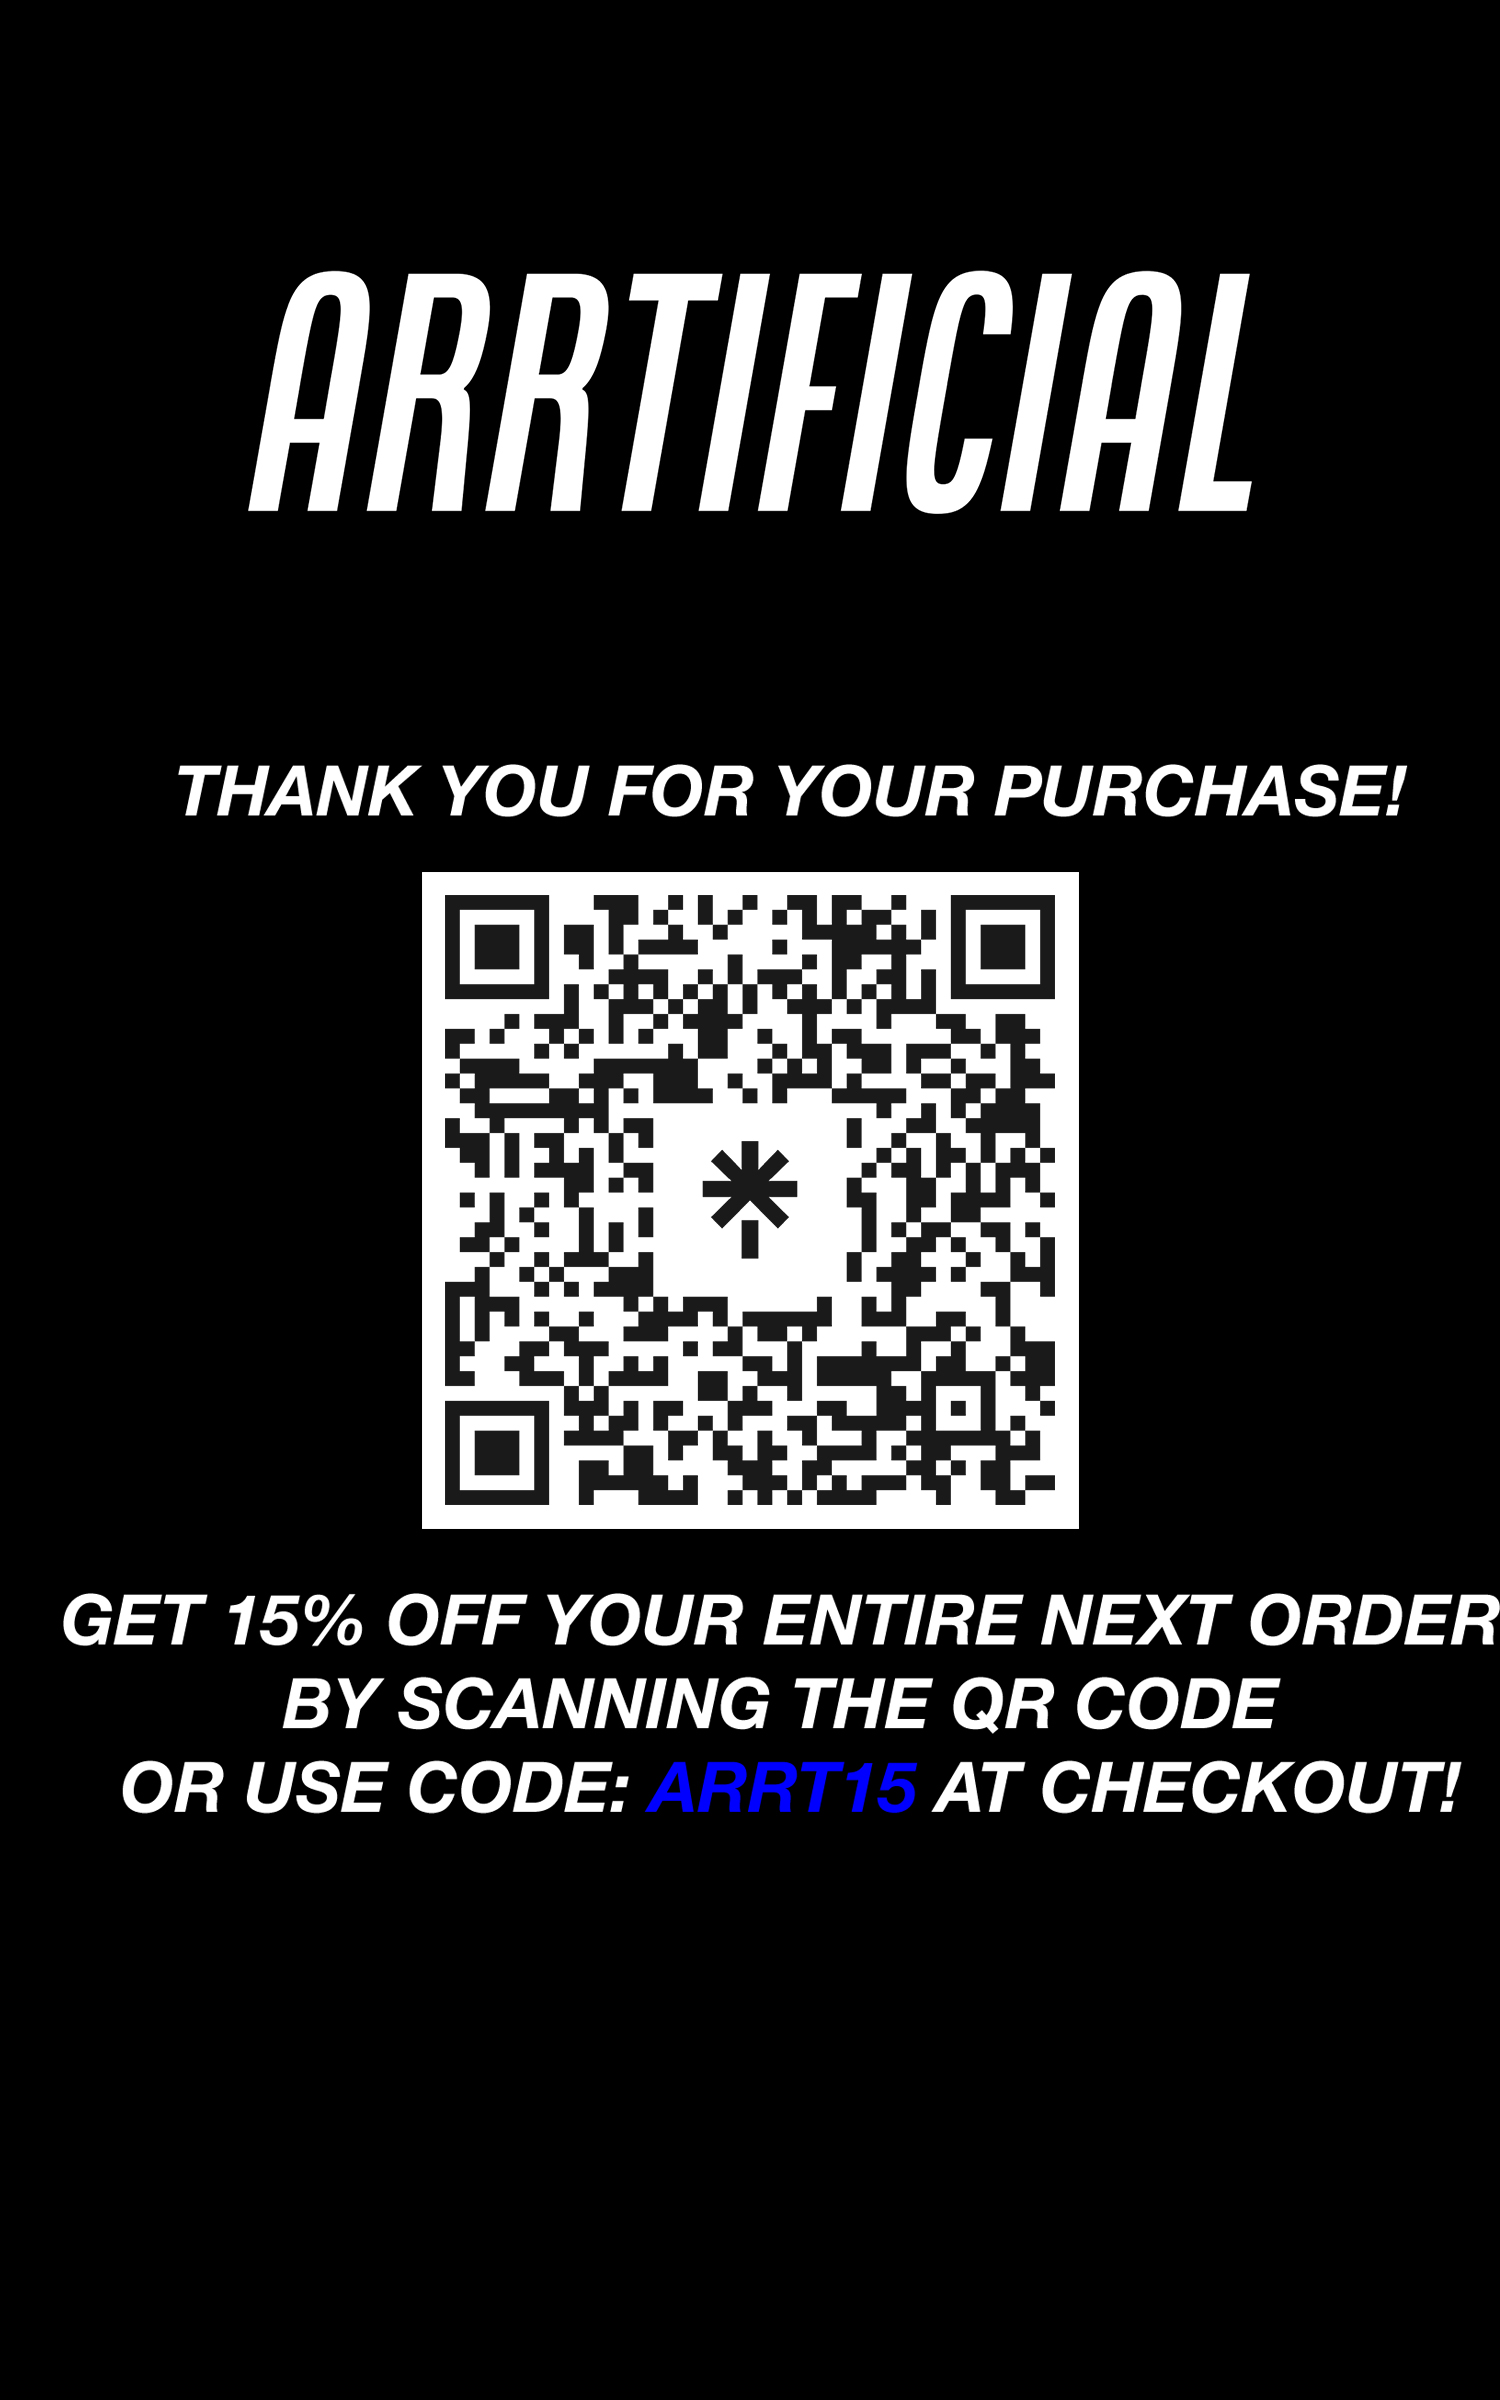 ARRTIFICIAL
THANK YOU FOR YOUR PURCHASE!
GET 15% OFF YOUR ENTIRE NEXT ORDER
BY SCANNING THE QR CODE
OR USE CODE: ARRT15 AT CHECKOUT!